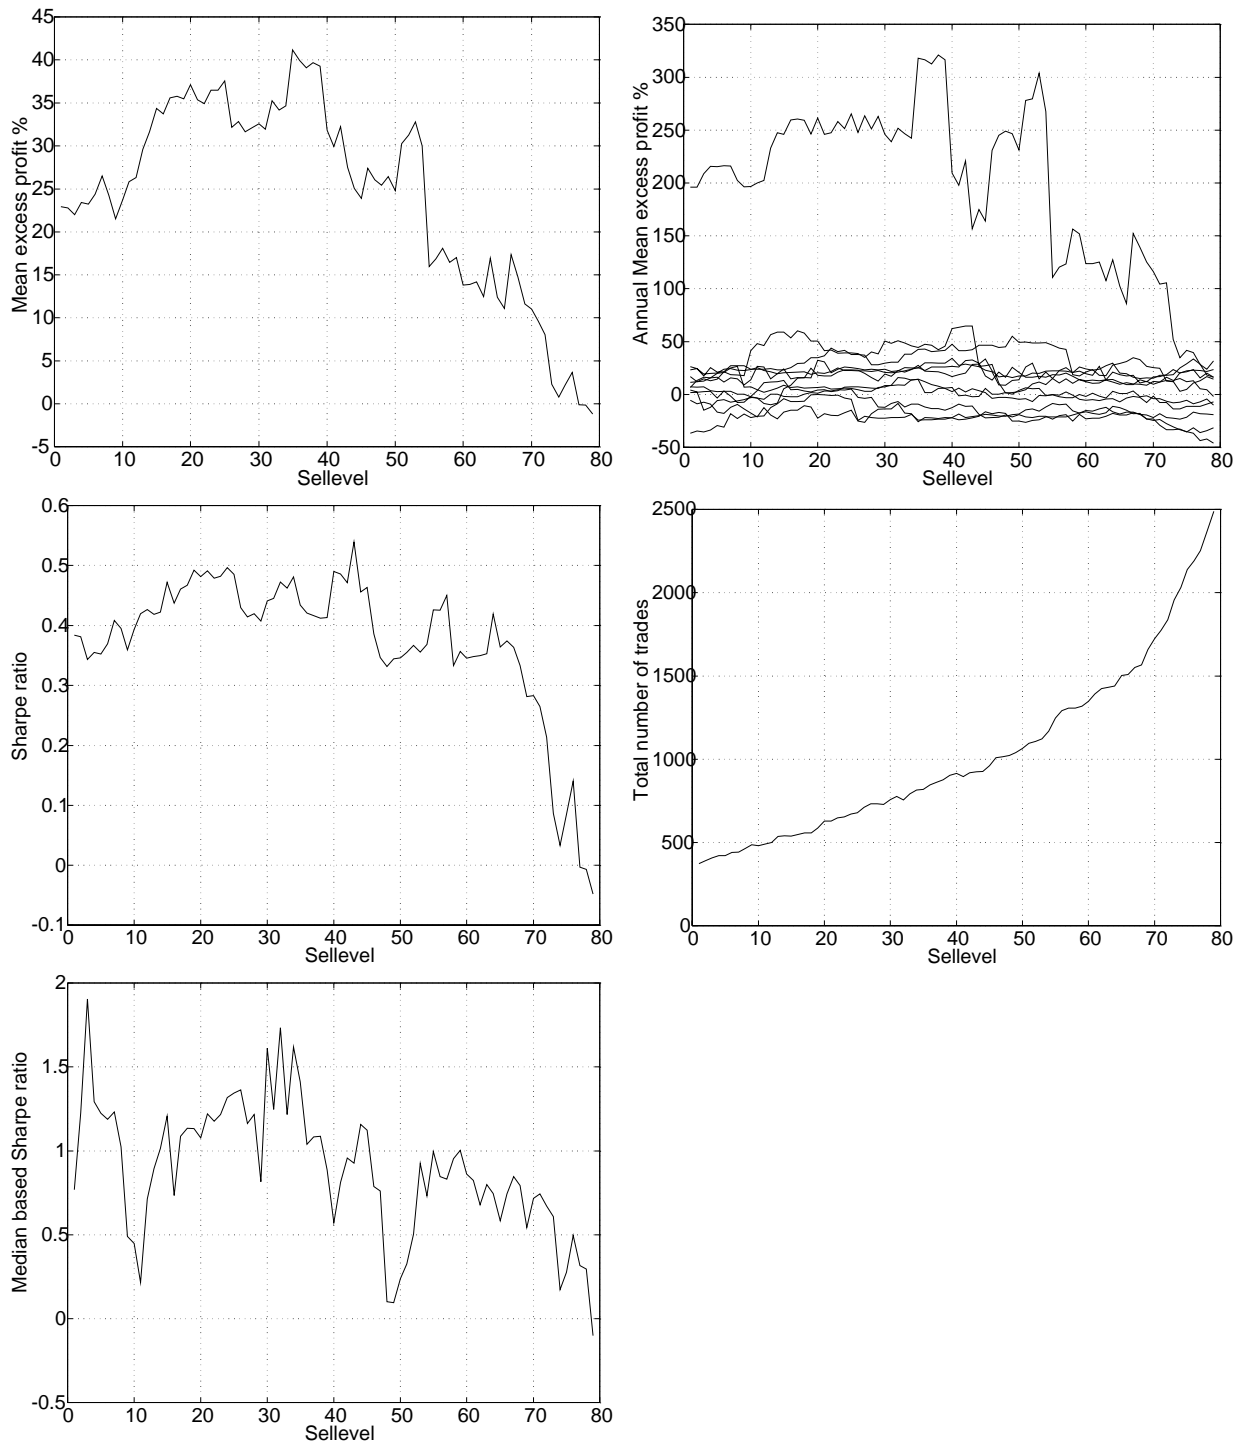 45
40
35
30
25
20
15
10
5
0
-5
Mean excess profit %
0 10 20 30 40 50 60 70 80
Sellevel
350
300
250
200
150
100
50
0
-50
Annual Mean excess profit %
0 10 20 30 40 50 60 70 80
Sellevel
0.6
0.5
0.4
0.3
0.2
0.1
0
-0.1
Sharpe ratio
0 10 20 30 40 50 60 70 80
Sellevel
2500
2000
1500
1000
500
0
Total number of trades
0 10 20 30 40 50 60 70 80
Sellevel
2
1.5
1
0.5
0
-0.5
Median based Sharpe ratio
0 10 20 30 40 50 60 70 80
Sellevel